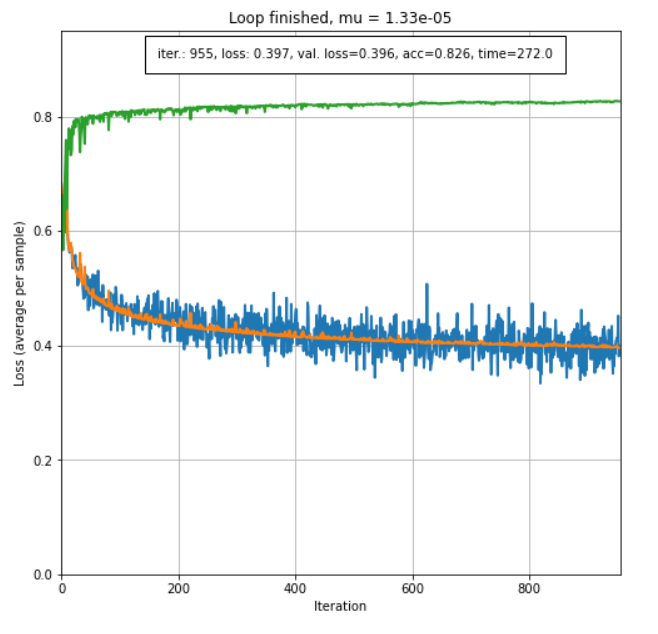 Loop finished, mu = 1.33e-05
iter.: 955, loss: 0.397, val. loss=0.396, acc=0.826, time=272.0
0.8
0.6
0.4
0.2
0.0
Loss (average per sample)
0 200 400 600 800
Iteration